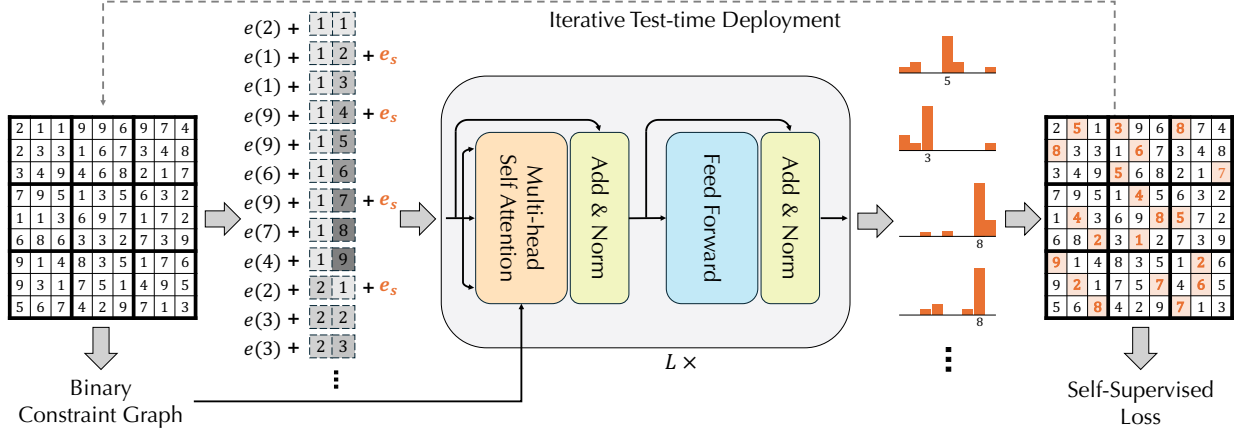 Iterative Test-time Deployment
2 1 1 9 9 6 9 7 4
2 3 3 1 6 7 3 4 8
3 4 9 4 6 8 2 1 7
7 9 5 1 3 5 6 3 2
1 1 3 6 9 7 1 7 2
6 8 6 3 3 2 7 3 9
9 1 4 8 3 5 1 7 6
9 3 1 7 5 1 4 9 5
5 6 7 4 2 9 7 1 3
Binary
Constraint Graph
e(2) + 1 1
e(1) + 1 2 + e_s
e(1) + 1 3
e(9) + 1 4 + e_s
e(9) + 1 5
e(6) + 1 6
e(9) + 1 7 + e_s
e(7) + 1 8
e(4) + 1 9
e(2) + 2 1 + e_s
e(3) + 2 2
e(3) + 2 3
Multi-head
Self Attention
Add & Norm
Feed Forward
Add & Norm
L ×
5
3
8
8
2 5 1 3 9 6 8 7 4
8 3 3 1 6 7 3 4 8
3 4 9 5 6 8 2 1 7
7 9 5 1 4 5 6 3 2
1 4 3 6 9 8 5 7 2
6 8 2 3 1 2 7 3 9
9 1 4 8 3 5 1 2 6
9 2 1 7 5 7 4 6 5
5 6 8 4 2 9 7 1 3
Self-Supervised
Loss